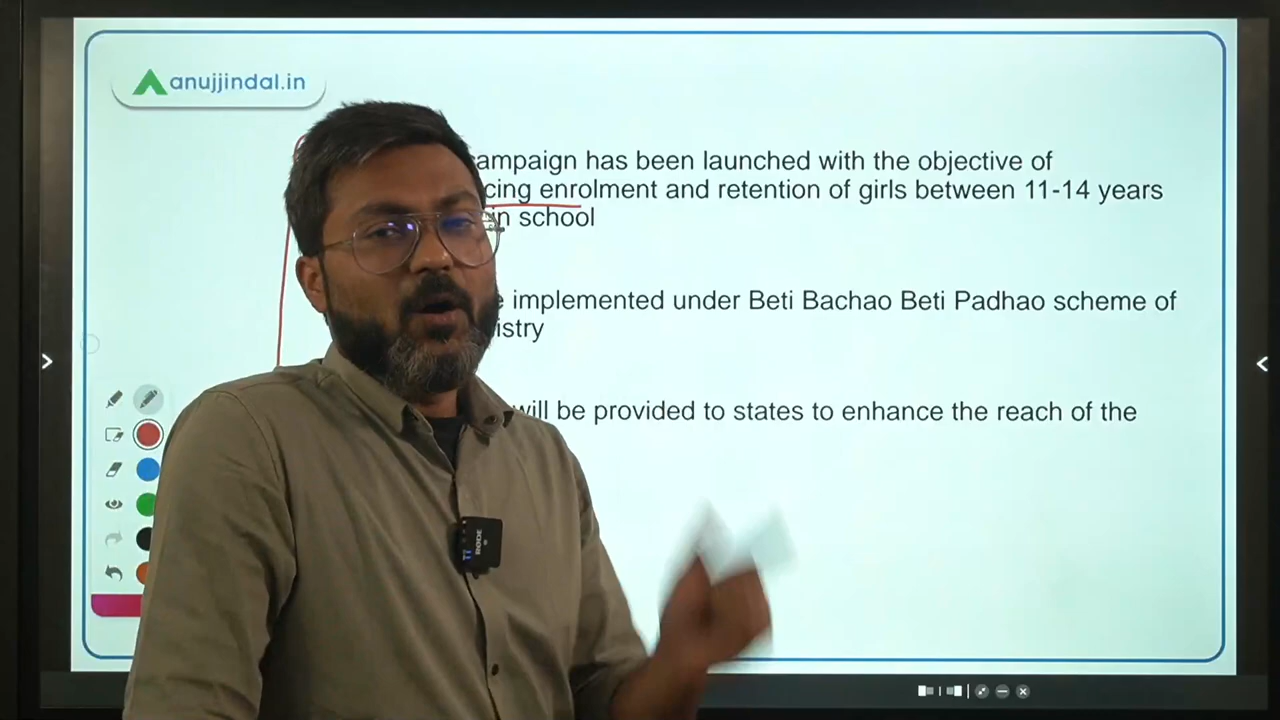 anujjindal.in
ampaign has been launched with the objective of
cing enrolment and retention of girls between 11-14 years
in school
e implemented under Beti Bachao Beti Padhao scheme of
istry
will be provided to states to enhance the reach of the
RODE